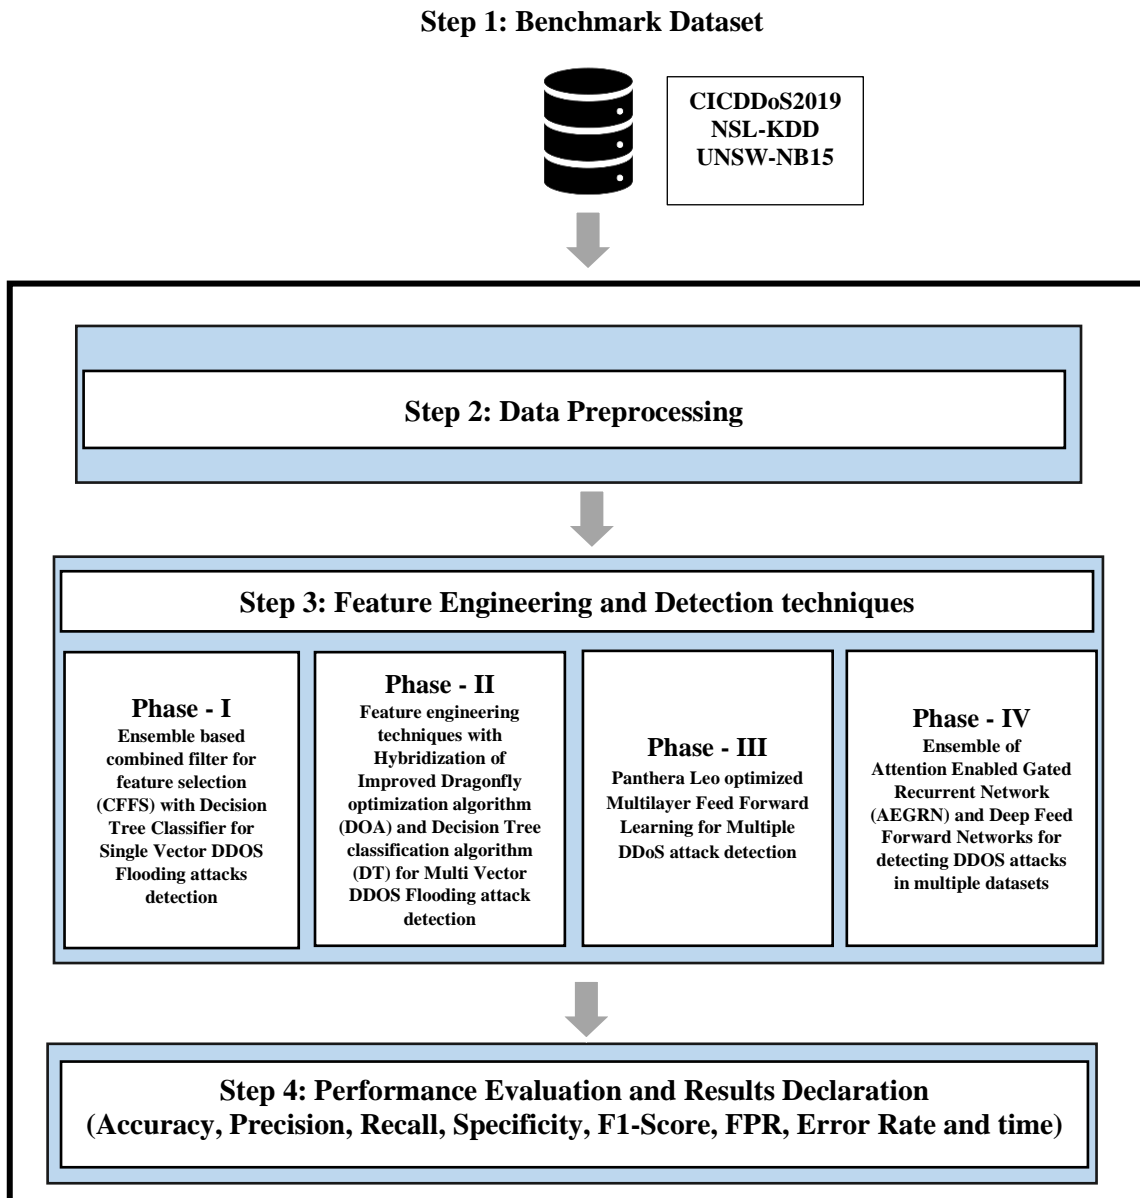 Step 1: Benchmark Dataset
CICDDoS2019
NSL-KDD
UNSW-NB15
Step 2: Data Preprocessing
Step 3: Feature Engineering and Detection techniques
Phase - I
Ensemble based
combined filter for
feature selection
(CFFS) with Decision
Tree Classifier for
Single Vector DDOS
Flooding attacks
detection
Phase - II
Feature engineering
techniques with
Hybridization of
Improved Dragonfly
optimization algorithm
(DOA) and Decision Tree
classification algorithm
(DT) for Multi Vector
DDOS Flooding attack
detection
Phase - III
Panthera Leo optimized
Multilayer Feed Forward
Learning for Multiple
DDoS attack detection
Phase - IV
Ensemble of
Attention Enabled Gated
Recurrent Network
(AEGRN) and Deep Feed
Forward Networks for
detecting DDOS attacks
in multiple datasets
Step 4: Performance Evaluation and Results Declaration
(Accuracy, Precision, Recall, Specificity, F1-Score, FPR, Error Rate and time)